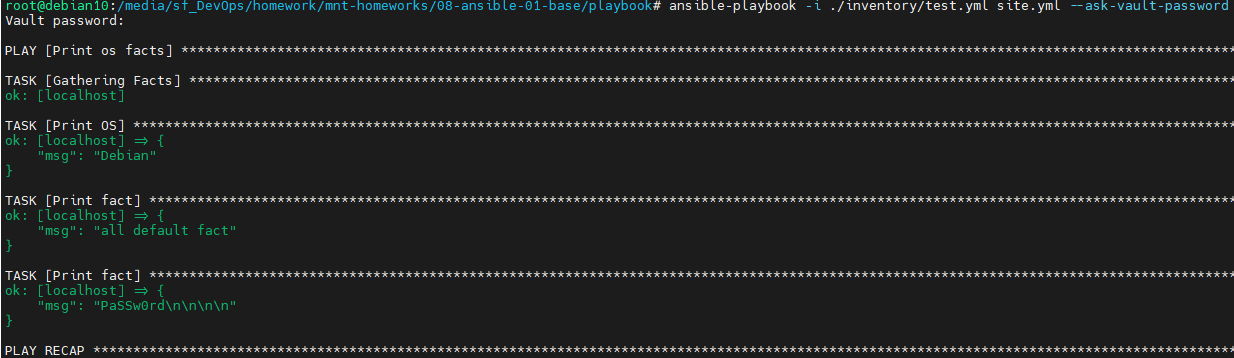 root@debian10:/media/sf_DevOps/homework/mnt-homeworks/08-ansible-01-base/playbook# ansible-playbook -i ./inventory/test.yml site.yml --ask-vault-password
Vault password:
PLAY [Print os facts] ****************************************************************************************************************************************
TASK [Gathering Facts] ***************************************************************************************************************************************
ok: [localhost]
TASK [Print OS] **********************************************************************************************************************************************
ok: [localhost] => {
    "msg": "Debian"
}
TASK [Print fact] ********************************************************************************************************************************************
ok: [localhost] => {
    "msg": "all default fact"
}
TASK [Print fact] ********************************************************************************************************************************************
ok: [localhost] => {
    "msg": "PaSSw0rd\n\n\n\n"
}
PLAY RECAP ***************************************************************************************************************************************************